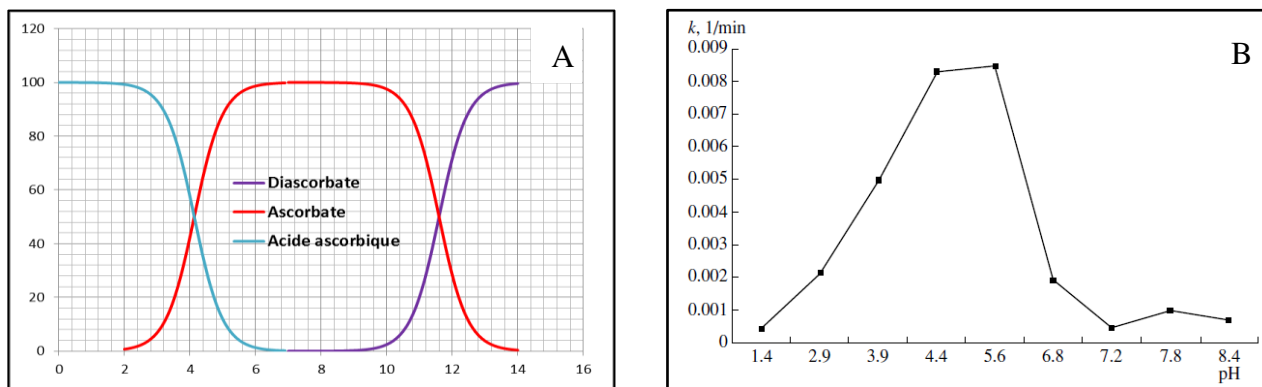 A
120
100
80
60
40
20
0
Diascorbate
Ascorbate
Acide ascorbique
0 2 4 6 8 10 12 14 16
B
k, 1/min
0.009
0.008
0.007
0.006
0.005
0.004
0.003
0.002
0.001
0
1.4 2.9 3.9 4.4 5.6 6.8 7.2 7.8 8.4
pH